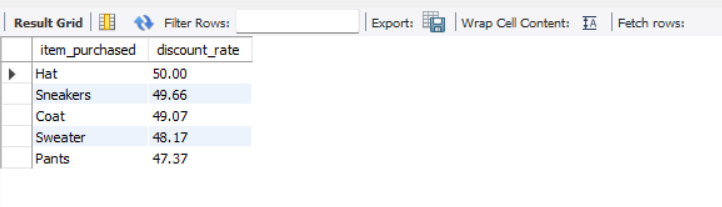 Result Grid Filter Rows: Export: Wrap Cell Content: Fetch rows:
item_purchased discount_rate
Hat 50.00
Sneakers 49.66
Coat 49.07
Sweater 48.17
Pants 47.37